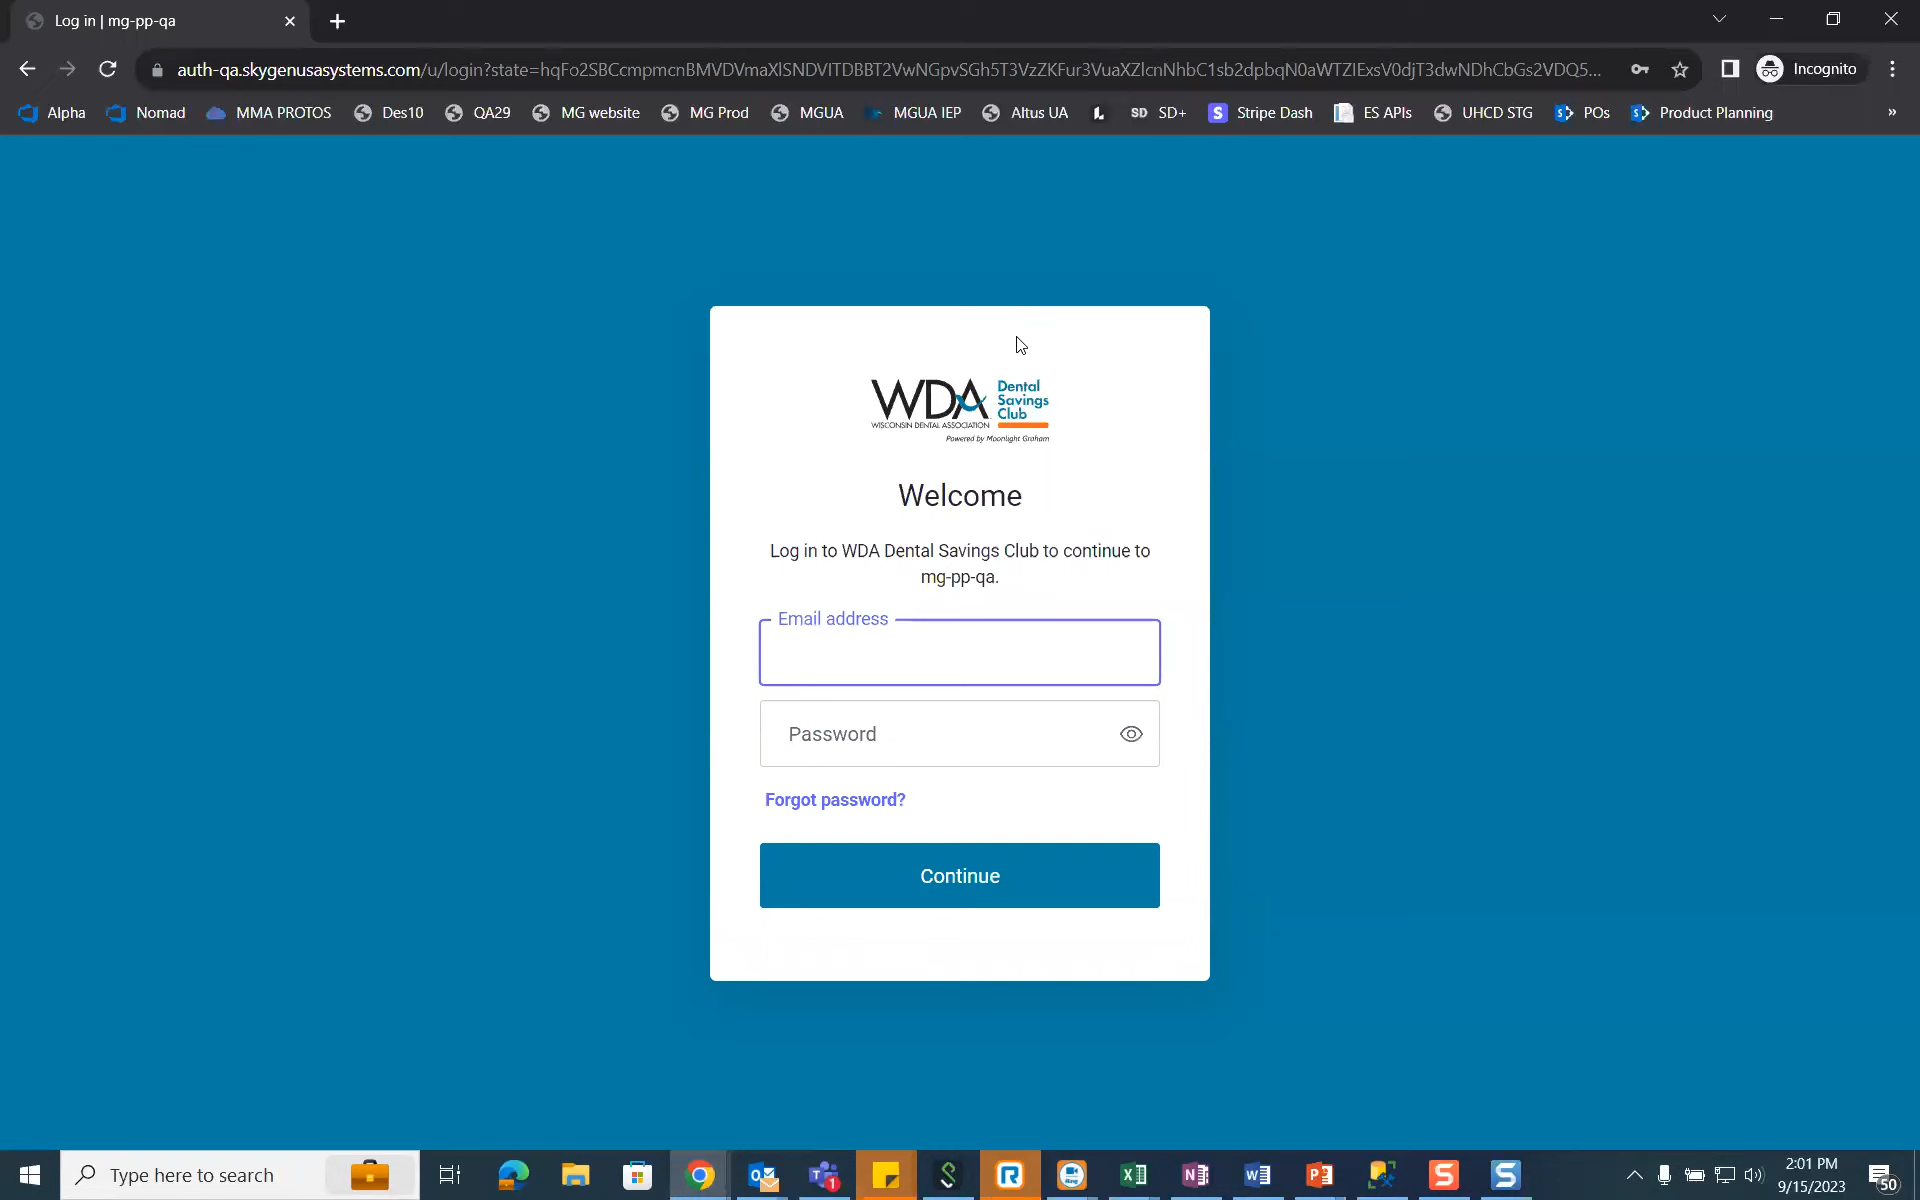 Log in | mg-pp-qa
auth-qa.skygenusasystems.com/u/login?state=
Incognito
Alpha Nomad MMA PROTOS Des10 QA29 MG website MG Prod MGUA MGUA IEP Altus UA SD SD+ S Stripe Dash ES APIs UHCD STG POs Product Planning »
WDA Dental
Savings
Club
WISCONSIN DENTAL ASSOCIATION
Powered by Moonlight Graham
Welcome
Log in to WDA Dental Savings Club to continue to
mg-pp-qa.
Email address
Password
Forgot password?
Continue
Type here to search
2:01 PM
9/15/2023
50